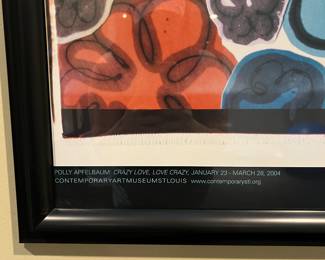 POLLY APFELBAUM: CRAZY LOVE, LOVE CRAZY, JANUARY 23 - MARCH 28, 2004
CONTEMPORARYARTMUSEUMSTLOUIS www.contemporarystl.org